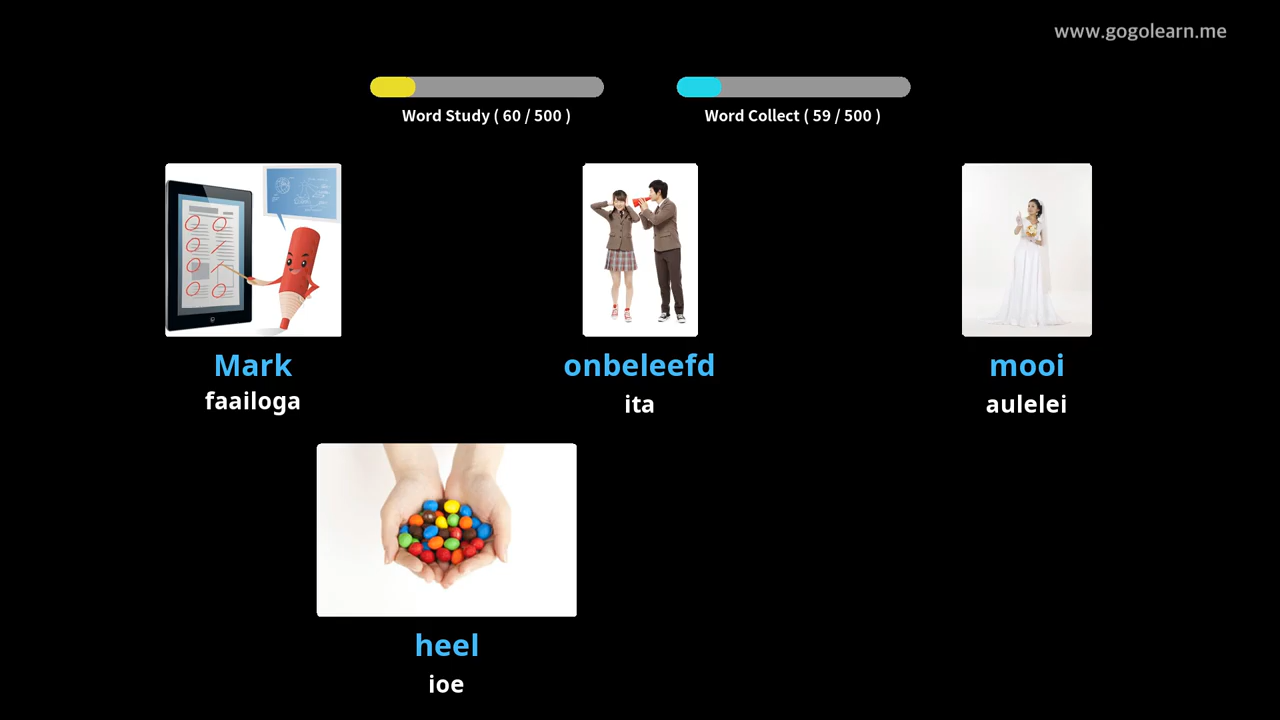 www.gogolearn.me
Word Study ( 60 / 500 )
Word Collect ( 59 / 500 )
Mark
faailoga
onbeleefd
ita
mooi
aulelei
heel
ioe